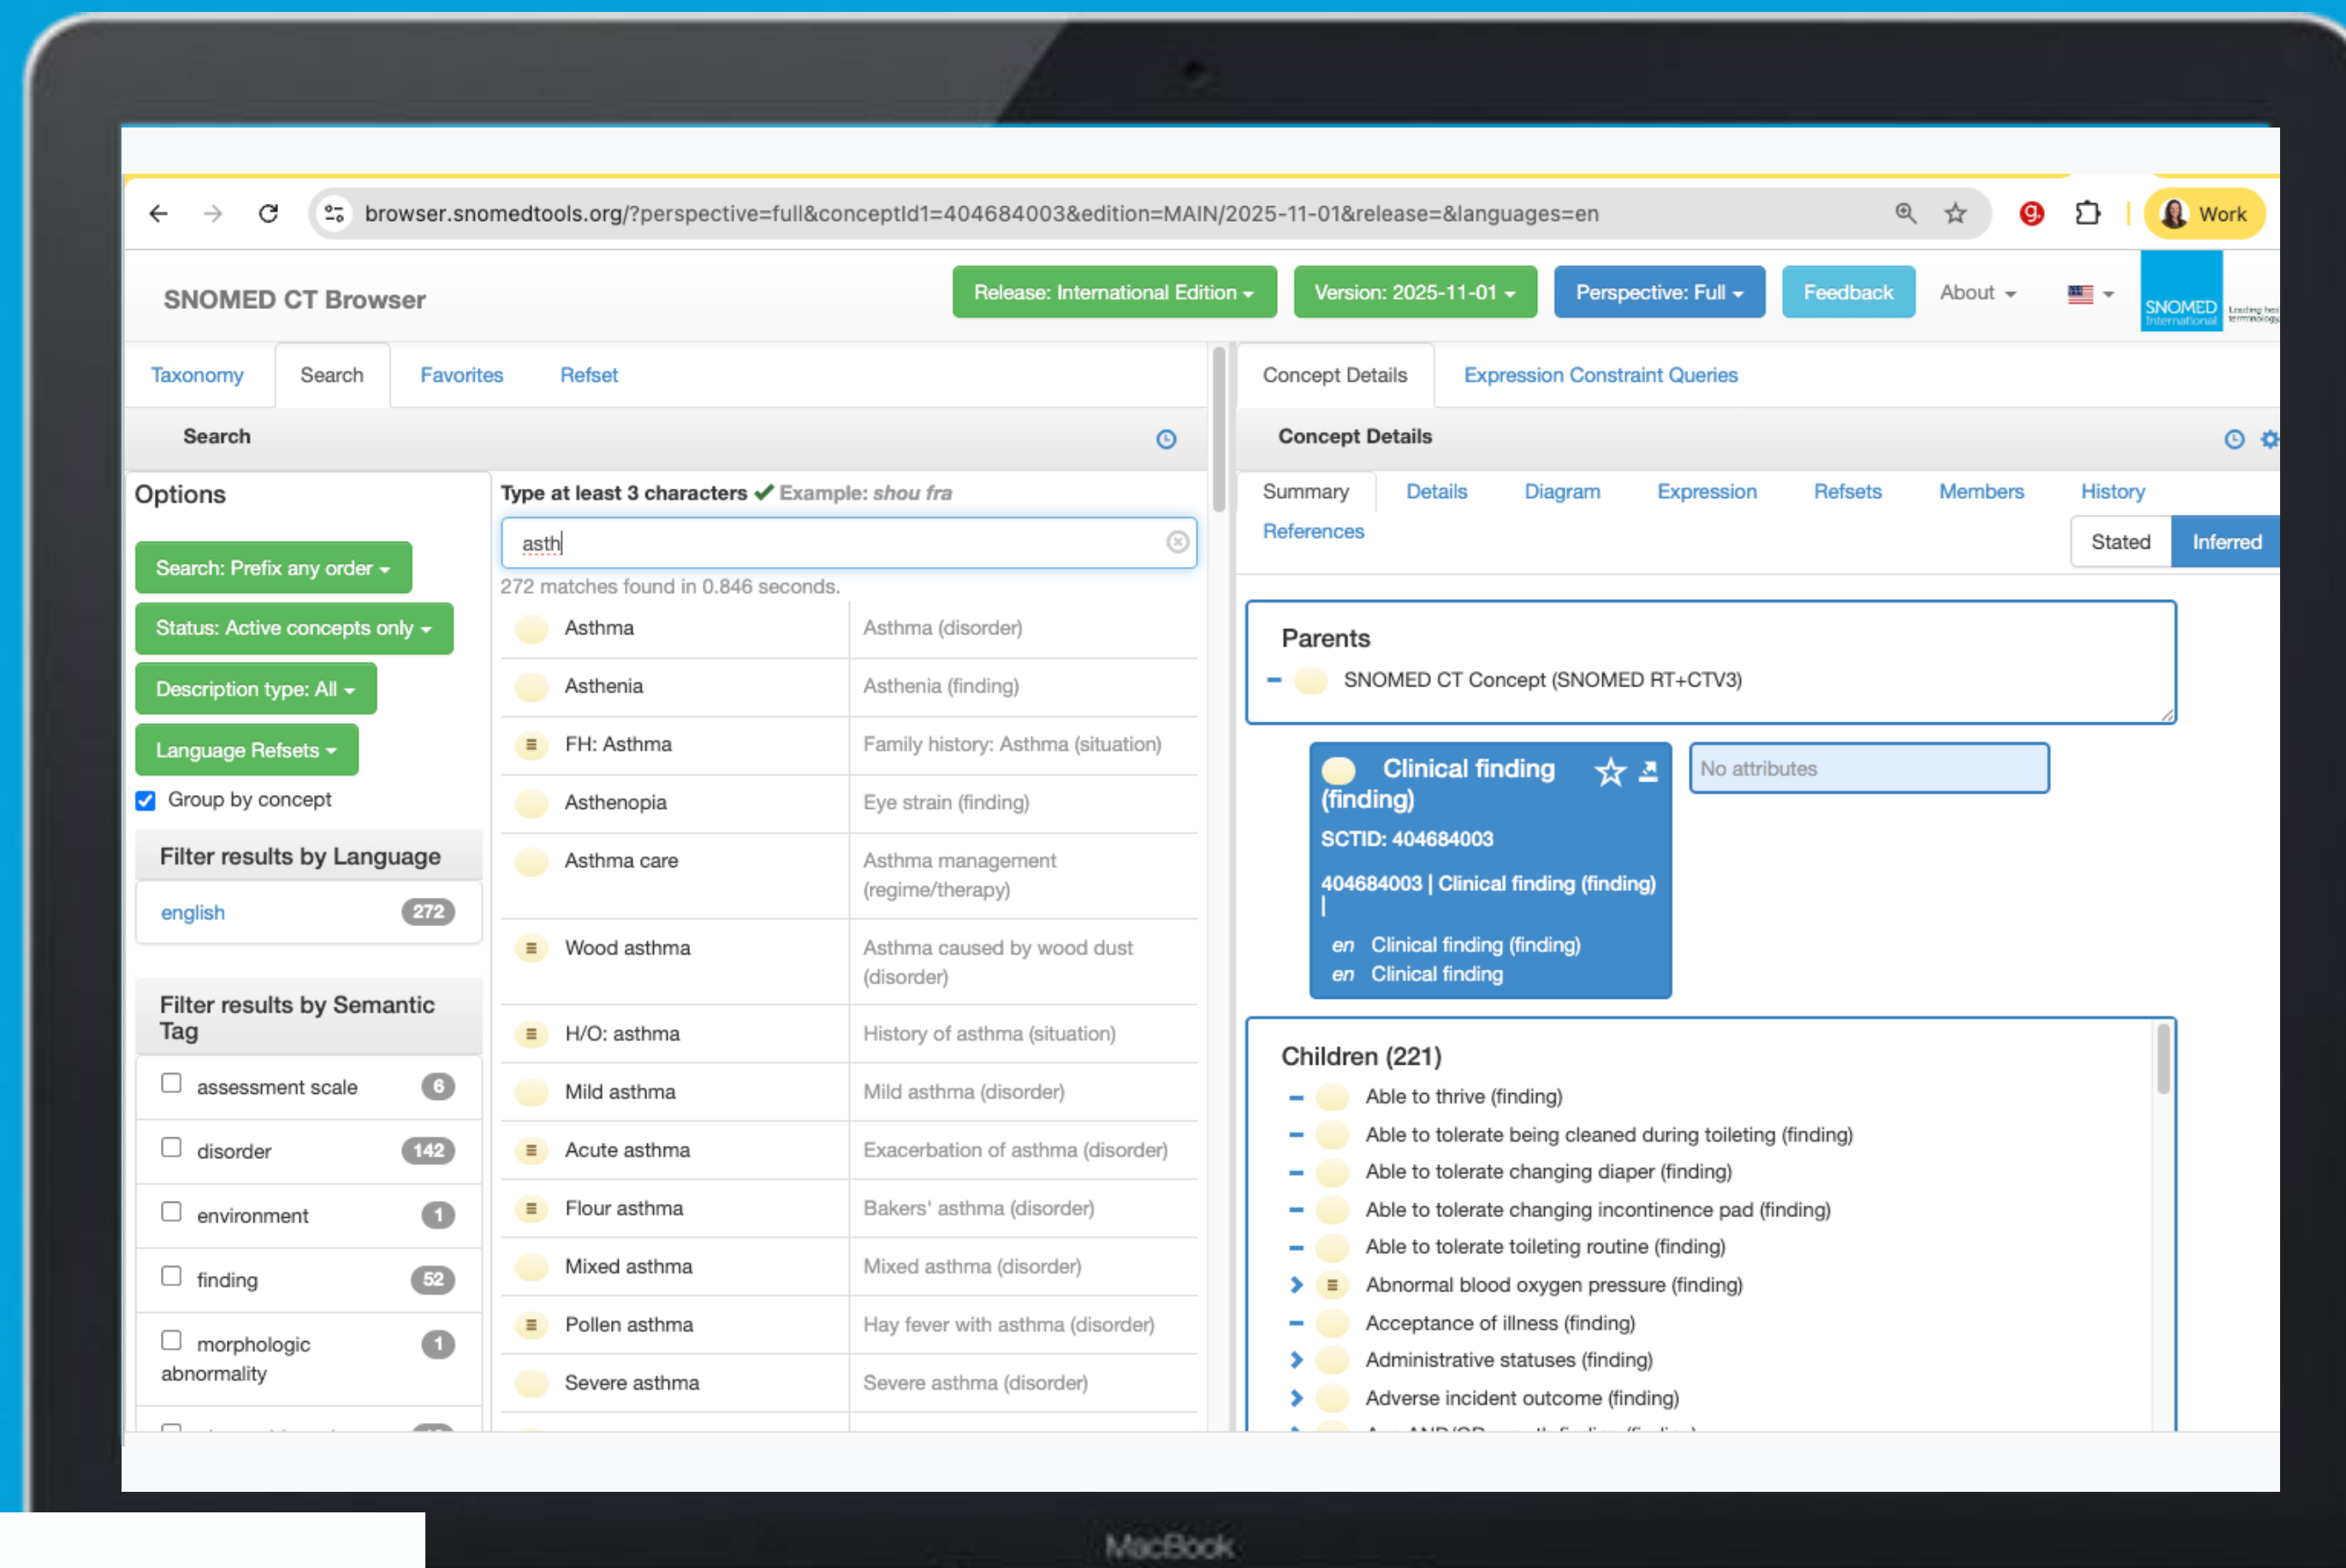 browser.snomedtools.org/?perspective=full&conceptId1=404684003&edition=MAIN/2025-11-01&release=&languages=en
g.
Work
SNOMED CT Browser
Release: International Edition
Version: 2025-11-01
Perspective: Full
Feedback
About
SNOMED
International
Leading hea
terminology
Taxonomy
Search
Favorites
Refset
Search
Options
Search: Prefix any order
Status: Active concepts only
Description type: All
Language Refsets
Group by concept
Filter results by Language
english 272
Filter results by Semantic
Tag
assessment scale 6
disorder 142
environment 1
finding 52
morphologic
abnormality 1
Type at least 3 characters ✔ Example: shou fra
asth
272 matches found in 0.846 seconds.
Asthma Asthma (disorder)
Asthenia Asthenia (finding)
FH: Asthma Family history: Asthma (situation)
Asthenopia Eye strain (finding)
Asthma care Asthma management
(regime/therapy)
Wood asthma Asthma caused by wood dust
(disorder)
H/O: asthma History of asthma (situation)
Mild asthma Mild asthma (disorder)
Acute asthma Exacerbation of asthma (disorder)
Flour asthma Bakers' asthma (disorder)
Mixed asthma Mixed asthma (disorder)
Pollen asthma Hay fever with asthma (disorder)
Severe asthma Severe asthma (disorder)
Concept Details
Expression Constraint Queries
Concept Details
Summary
Details
Diagram
Expression
Refsets
Members
History
References
Stated
Inferred
Parents
SNOMED CT Concept (SNOMED RT+CTV3)
Clinical finding
(finding)
SCTID: 404684003
404684003 | Clinical finding (finding)
|
en Clinical finding (finding)
en Clinical finding
No attributes
Children (221)
Able to thrive (finding)
Able to tolerate being cleaned during toileting (finding)
Able to tolerate changing diaper (finding)
Able to tolerate changing incontinence pad (finding)
Able to tolerate toileting routine (finding)
Abnormal blood oxygen pressure (finding)
Acceptance of illness (finding)
Administrative statuses (finding)
Adverse incident outcome (finding)
MacBook